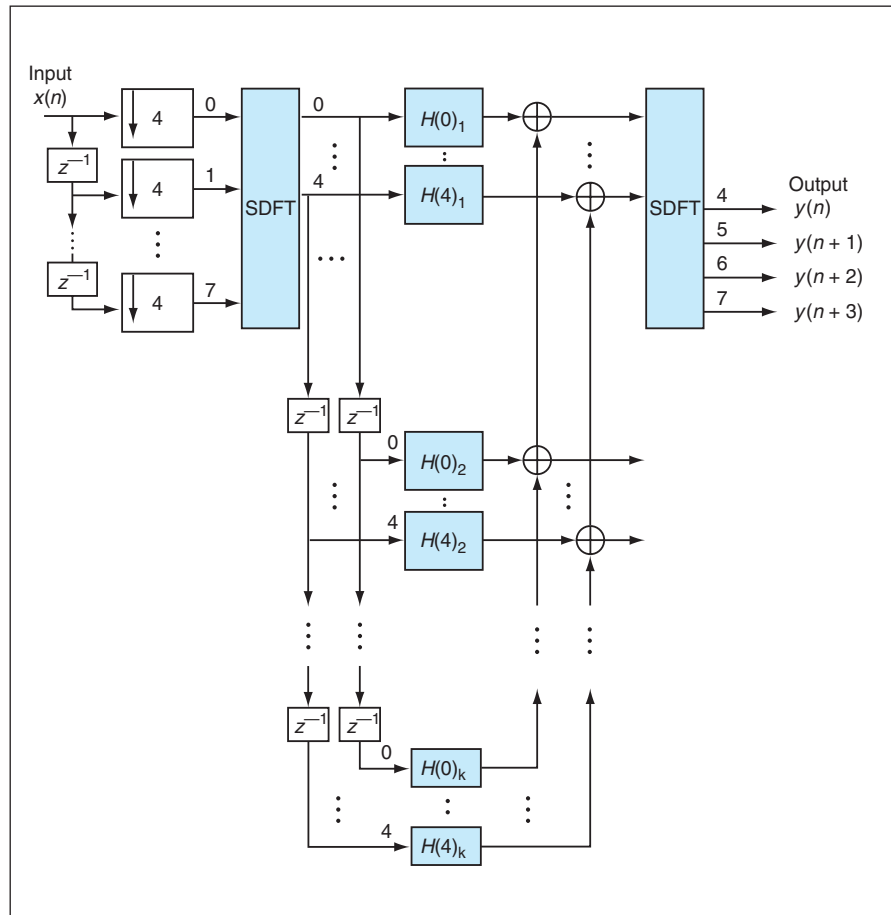 Input
x(n)
4
0
z⁻¹
4
1
z⁻¹
4
7
SDFT
0
4
H(0)₁
H(4)₁
SDFT
Output
4
y(n)
5
y(n + 1)
6
y(n + 2)
7
y(n + 3)
z⁻¹
z⁻¹
0
H(0)₂
4
H(4)₂
z⁻¹
z⁻¹
0
H(0)ₖ
4
H(4)ₖ